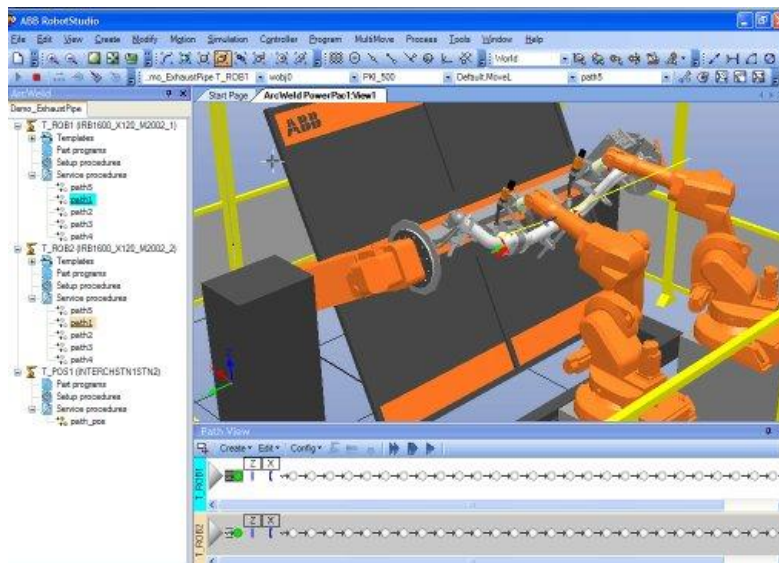 ABB RobotStudio
File Edit View Create Modify Motion Simulation Controller Program MultiMove Process Tools Window Help
World
..mo_ExhaustPipe T_ROB1 wobj0 PKI_500 Default.MoveL path5
ArcWeld
Start Page ArcWeld PowerPac1:View1
Demo_ExhaustPipe
T_ROB1 (IRB1600_X120_M2002_1)
Templates
Part programs
Setup procedures
Service procedures
path5
path1
path2
path3
path4
T_ROB2 (IRB1600_X120_M2002_2)
Templates
Part programs
Setup procedures
Service procedures
path5
path1
path2
path3
path4
T_POS1 (INTERCHSTN1STN2)
Part programs
Setup procedures
Service procedures
path_pos
ABB
Path View
Create Edit Config
T_ROB1
Z X
T_ROB2
Z X